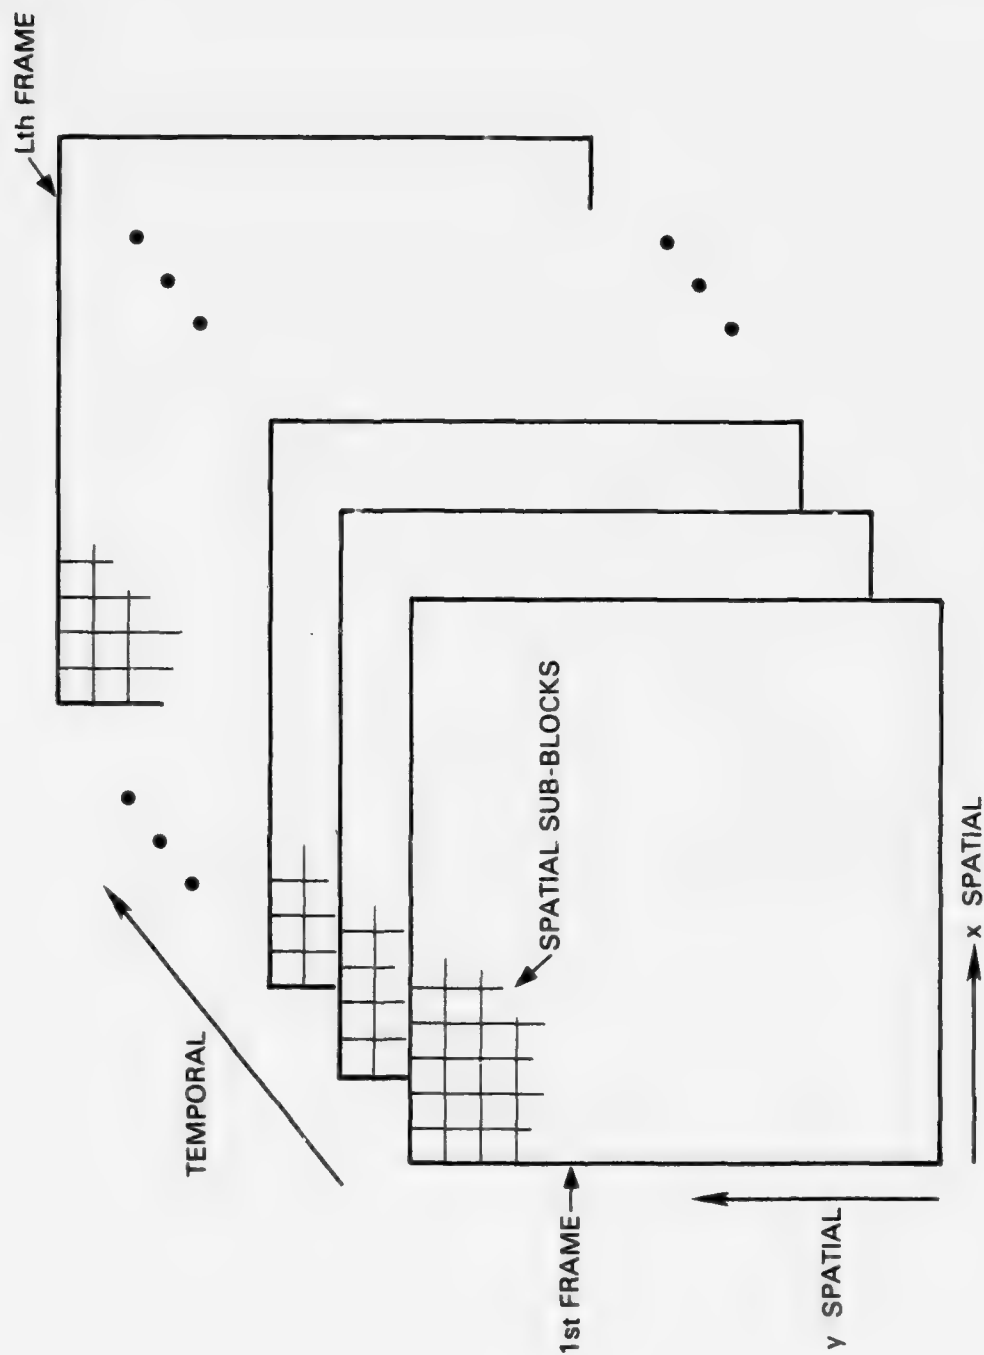 Lth FRAME
TEMPORAL
SPATIAL SUB-BLOCKS
1st FRAME
y SPATIAL
x SPATIAL